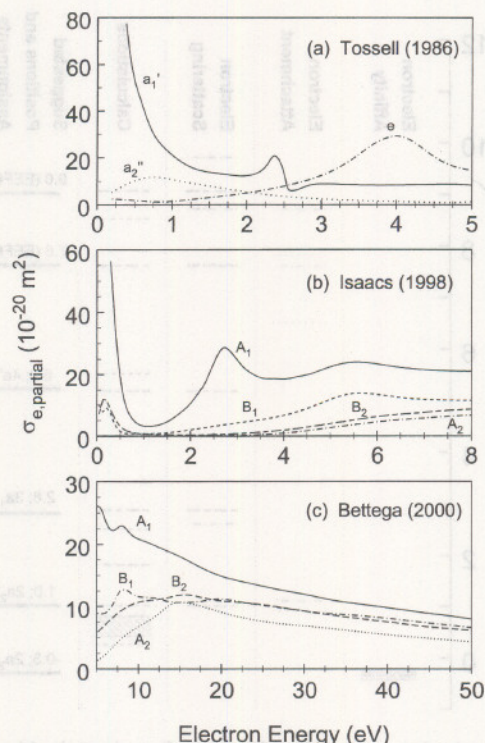 80
60
40
20
0
(a) Tossell (1986)
a₁'
a₂"
e
0 1 2 3 4 5
60
40
20
0
(b) Isaacs (1998)
A₁
B₁
B₂
A₂
0 2 4 6 8
σe,partial (10⁻²⁰ m²)
30
20
10
0
(c) Bettega (2000)
A₁
B₁
B₂
A₂
10 20 30 40 50
Electron Energy (eV)